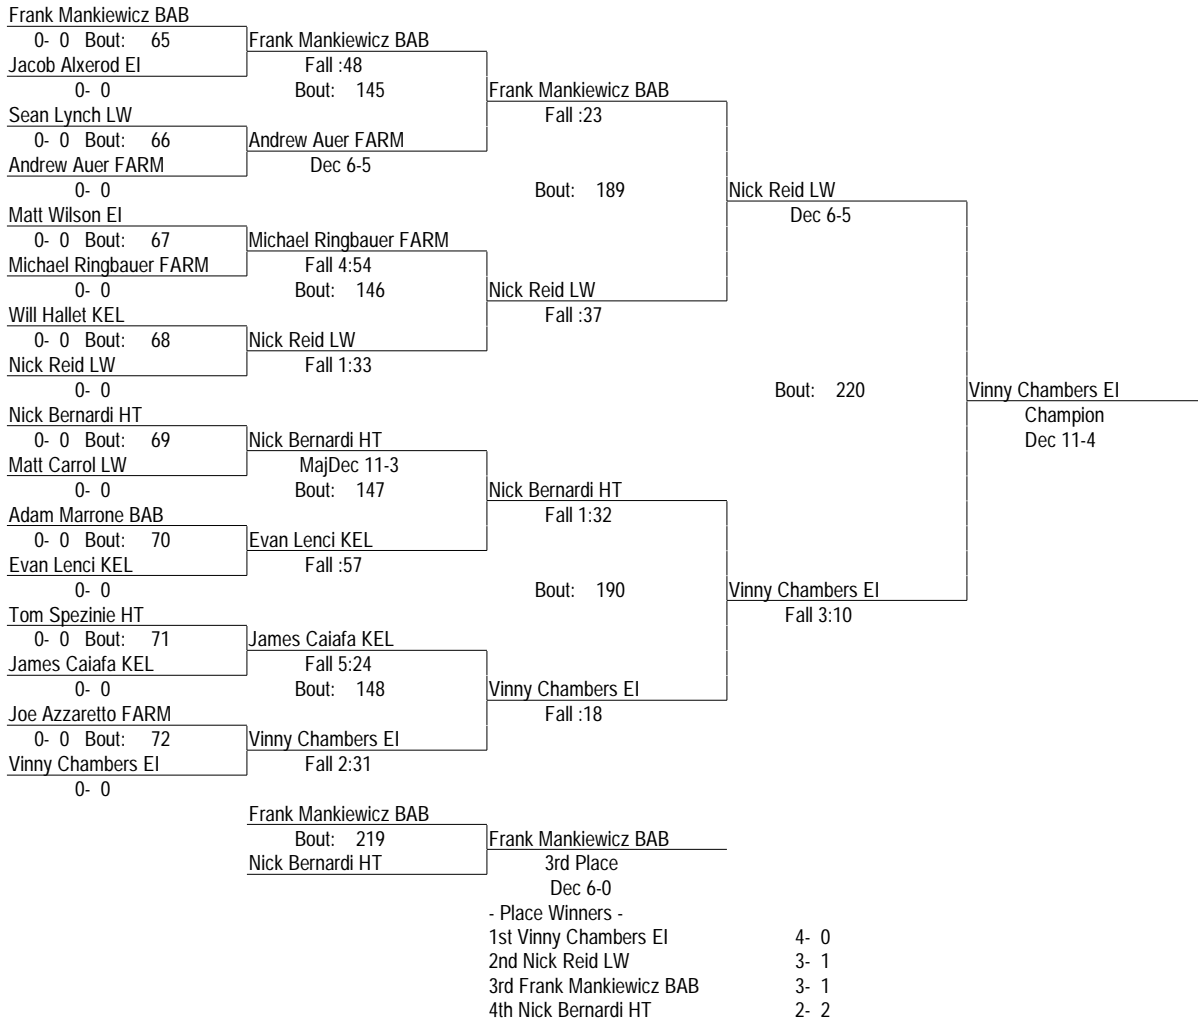 Frank Mankiewicz BAB
0- 0 Bout: 65 Frank Mankiewicz BAB
Jacob Alxerod EI Fall :48
0- 0 Bout: 145 Frank Mankiewicz BAB
Sean Lynch LW Fall :23
0- 0 Bout: 66 Andrew Auer FARM
Andrew Auer FARM Dec 6-5
0- 0 Bout: 189 Nick Reid LW
Matt Wilson EI Dec 6-5
0- 0 Bout: 67 Michael Ringbauer FARM
Michael Ringbauer FARM Fall 4:54
0- 0 Bout: 146 Nick Reid LW
Will Hallet KEL Fall :37
0- 0 Bout: 68 Nick Reid LW
Nick Reid LW Fall 1:33
0- 0 Bout: 220 Vinny Chambers EI
Nick Bernardi HT Champion
0- 0 Bout: 69 Nick Bernardi HT Dec 11-4
Matt Carrol LW MajDec 11-3
0- 0 Bout: 147 Nick Bernardi HT
Adam Marrone BAB Fall 1:32
0- 0 Bout: 70 Evan Lenci KEL
Evan Lenci KEL Fall :57
0- 0 Bout: 190 Vinny Chambers EI
Tom Spezinie HT Fall 3:10
0- 0 Bout: 71 James Caiafa KEL
James Caiafa KEL Fall 5:24
0- 0 Bout: 148 Vinny Chambers EI
Joe Azzaretto FARM Fall :18
0- 0 Bout: 72 Vinny Chambers EI
Vinny Chambers EI Fall 2:31
0- 0
Frank Mankiewicz BAB
Bout: 219 Frank Mankiewicz BAB
Nick Bernardi HT 3rd Place
Dec 6-0
- Place Winners -
1st Vinny Chambers EI 4- 0
2nd Nick Reid LW 3- 1
3rd Frank Mankiewicz BAB 3- 1
4th Nick Bernardi HT 2- 2